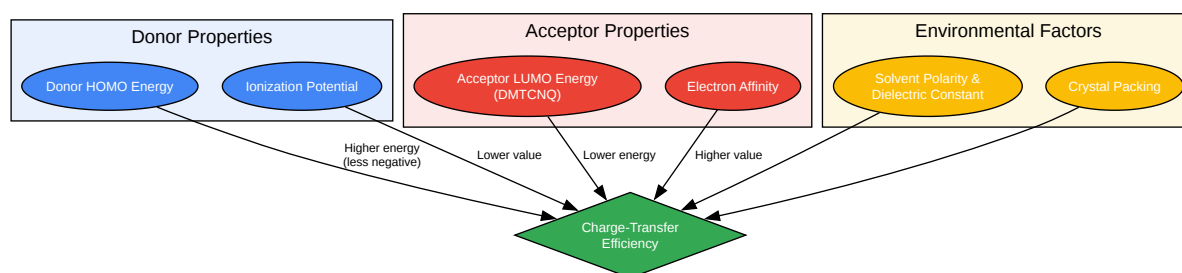 Donor Properties
Acceptor Properties
Environmental Factors
Donor HOMO Energy
Ionization Potential
Acceptor LUMO Energy
(DMTCNQ)
Electron Affinity
Solvent Polarity &
Dielectric Constant
Crystal Packing
Higher energy
(less negative)
Lower value
Lower energy
Higher value
Charge-Transfer
Efficiency